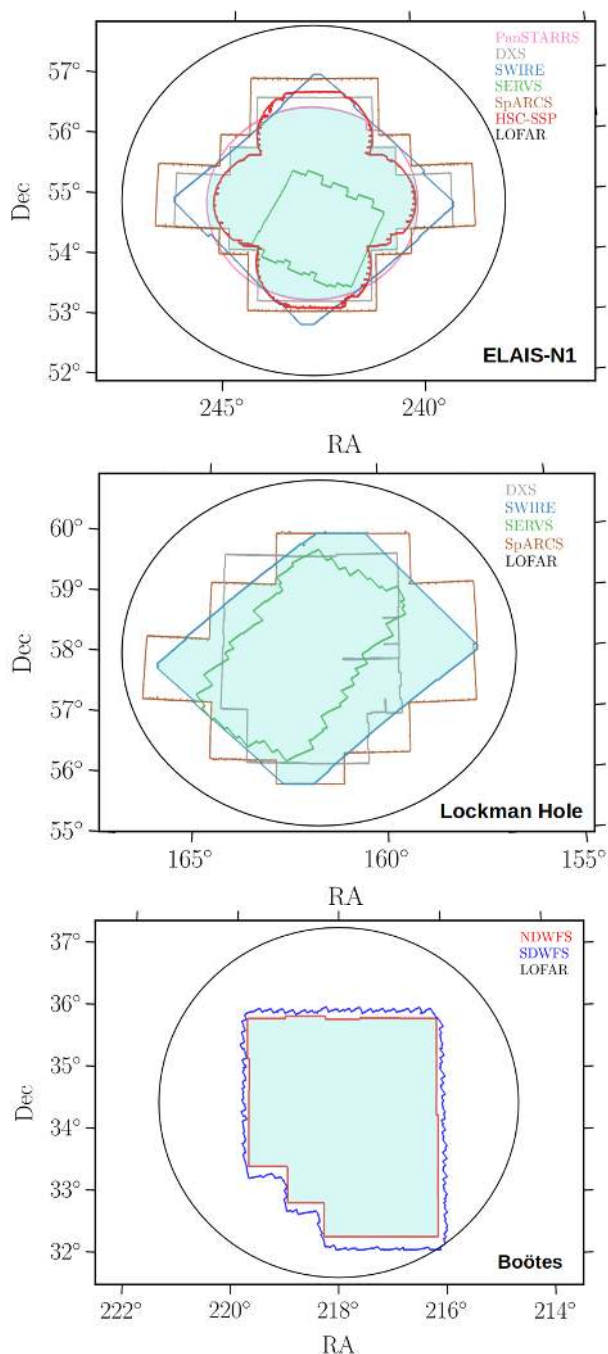 57°
56°
55°
54°
53°
52°
Dec
PanSTARRS
DXS
SWIRE
SERVS
SpARCS
HSC-SSP
LOFAR
ELAIS-N1
245°
240°
RA
60°
59°
58°
57°
56°
55°
Dec
DXS
SWIRE
SERVS
SpARCS
LOFAR
Lockman Hole
165°
160°
155°
RA
37°
36°
35°
34°
33°
32°
Dec
NDWFS
SDWFS
LOFAR
Boötes
222°
220°
218°
216°
214°
RA